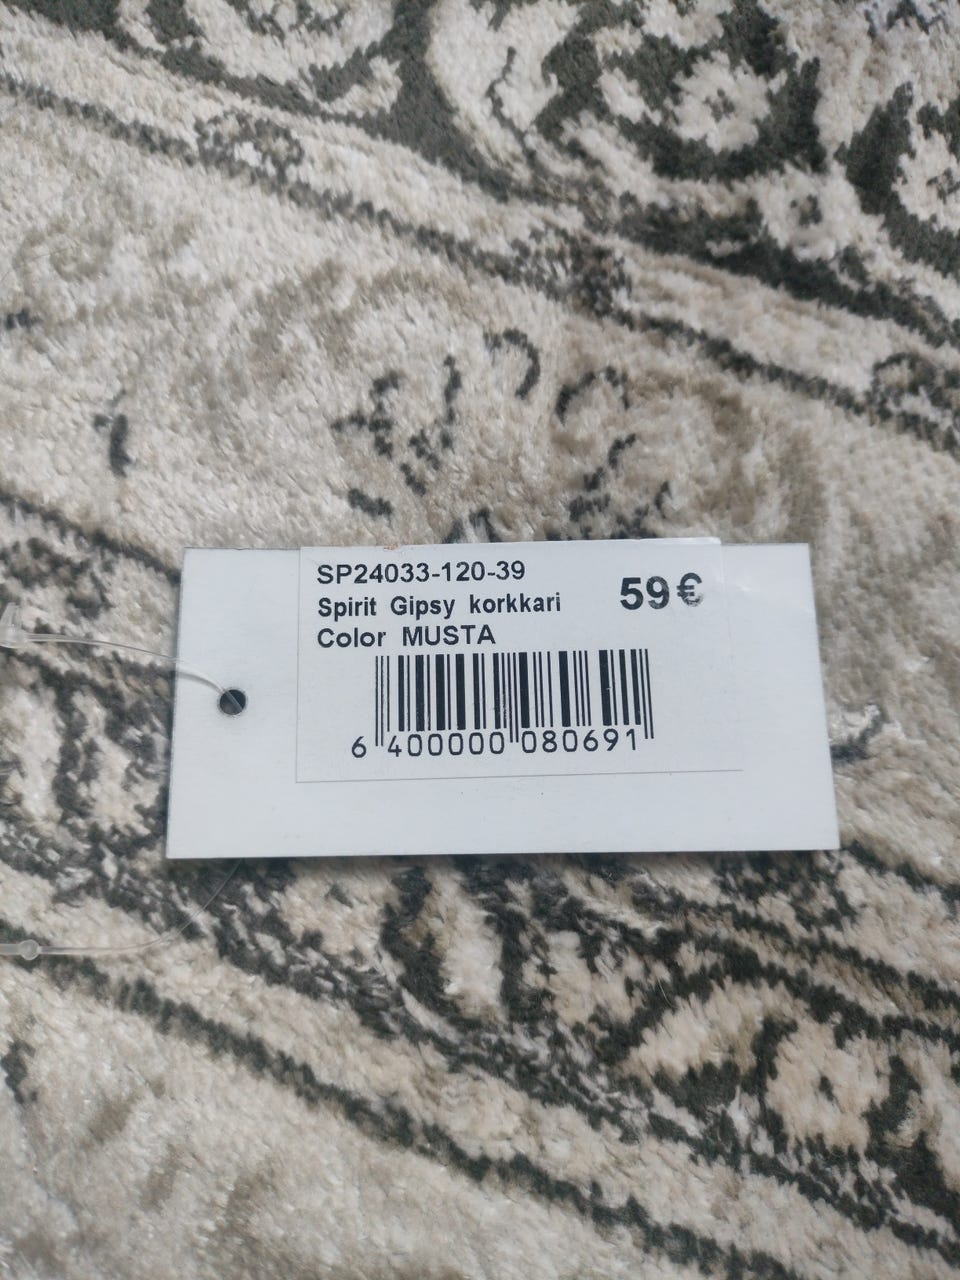 SP24033-120-39
59€
Spirit Gipsy korkkari
Color MUSTA
6 400000 080691